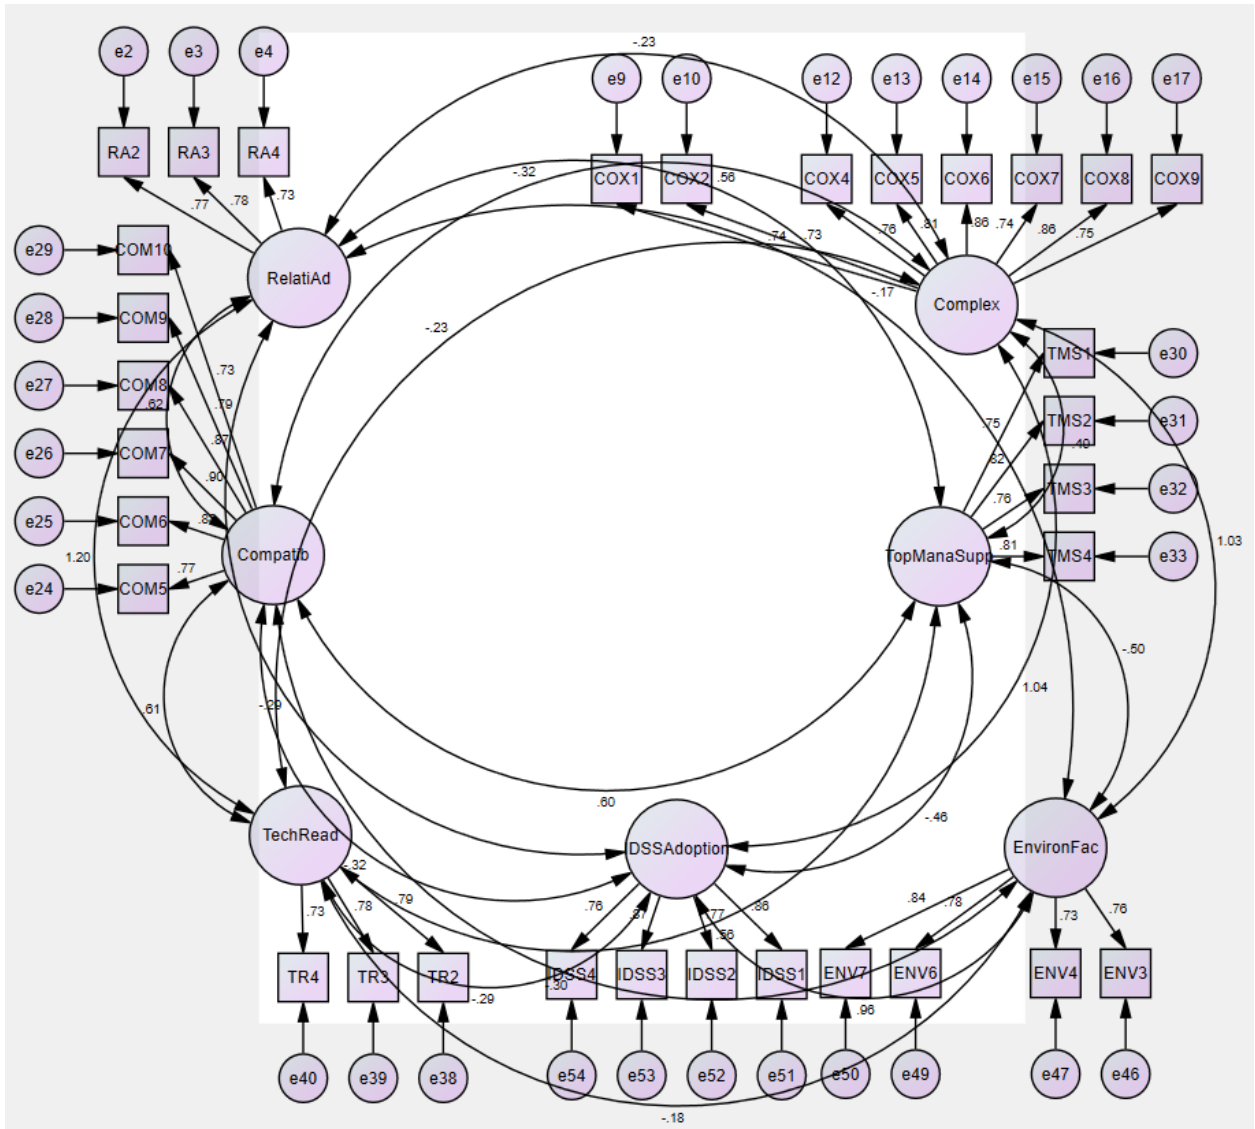 -.23
e2 e3 e4 e9 e10 e12 e13 e14 e15 e16 e17
RA2 RA3 RA4 COX1 COX2 COX4 COX5 COX6 COX7 COX8 COX9
-.32 .56
.77 .78 .73 .74 .73 .76 .81 .86 .74 .86 .75
e29 COM10 RelatiAd Complex
-.17
e28 COM9 -.23
TMS1 e30
e27 COM8 .73
.62 .79 .75 TMS2 e31
.87 .82 .40
e26 COM7 .90 .76 TMS3 e32
e25 COM6
1.20 Compatib TopManaSupp .81 TMS4 e33 1.03
e24 COM5 .77
-.50
.61 -.29 1.04
.60 -.46
TechRead DSSAdoption EnvironFac
-.32
.73 .78 .79 .76 .87 .77 .86 .84 .78 .73 .76
.56
TR4 TR3 TR2 IDSS4 IDSS3 IDSS2 IDSS1 ENV7 ENV6 ENV4 ENV3
-.29 -.30 .96
e40 e39 e38 e54 e53 e52 e51 e50 e49 e47 e46
-.18